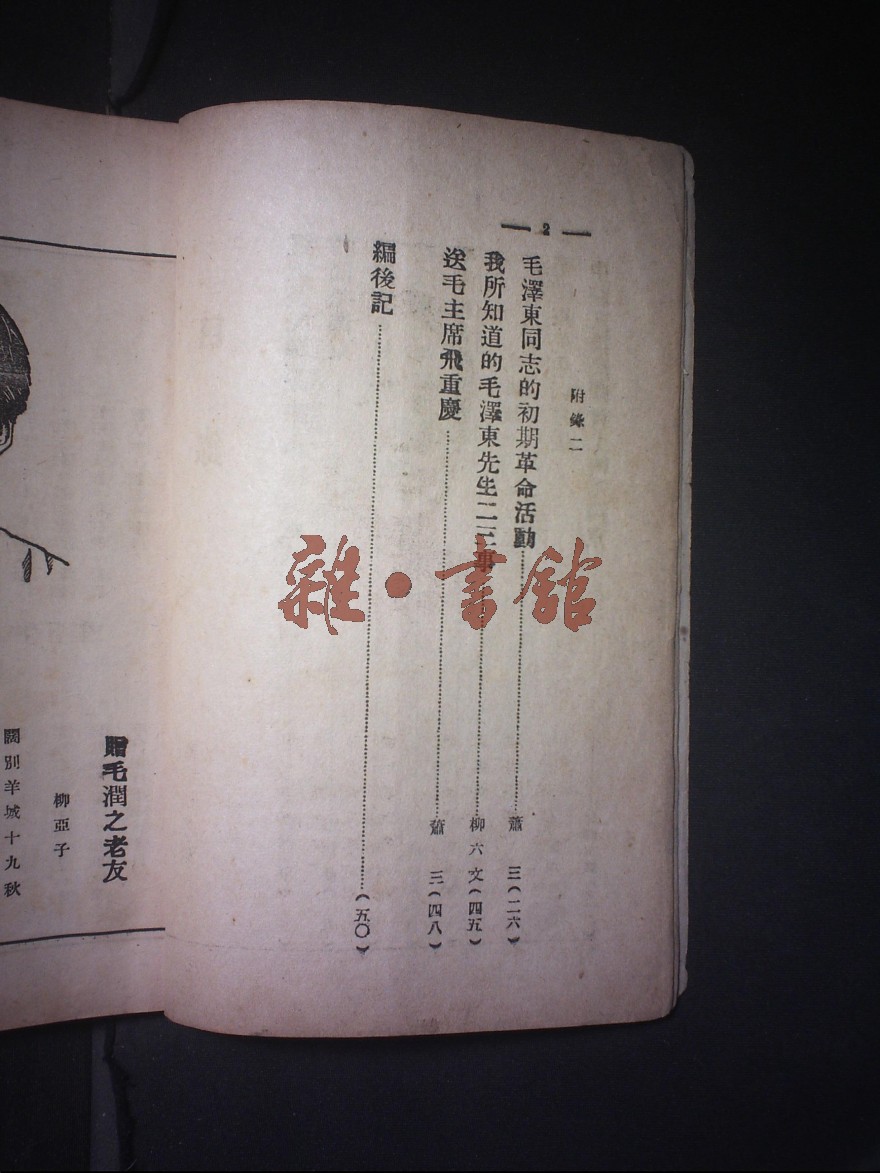 2
附錄二
毛澤東同志的初期革命活動……蕭三(二六)
我所知道的毛澤東先生二三事……柳六文(四五)
送毛主席飛重慶……蕭三(四八)
編後記……(五〇)
雜·書舘
贈毛潤之老友
柳亞子
闊別羊城十九秋